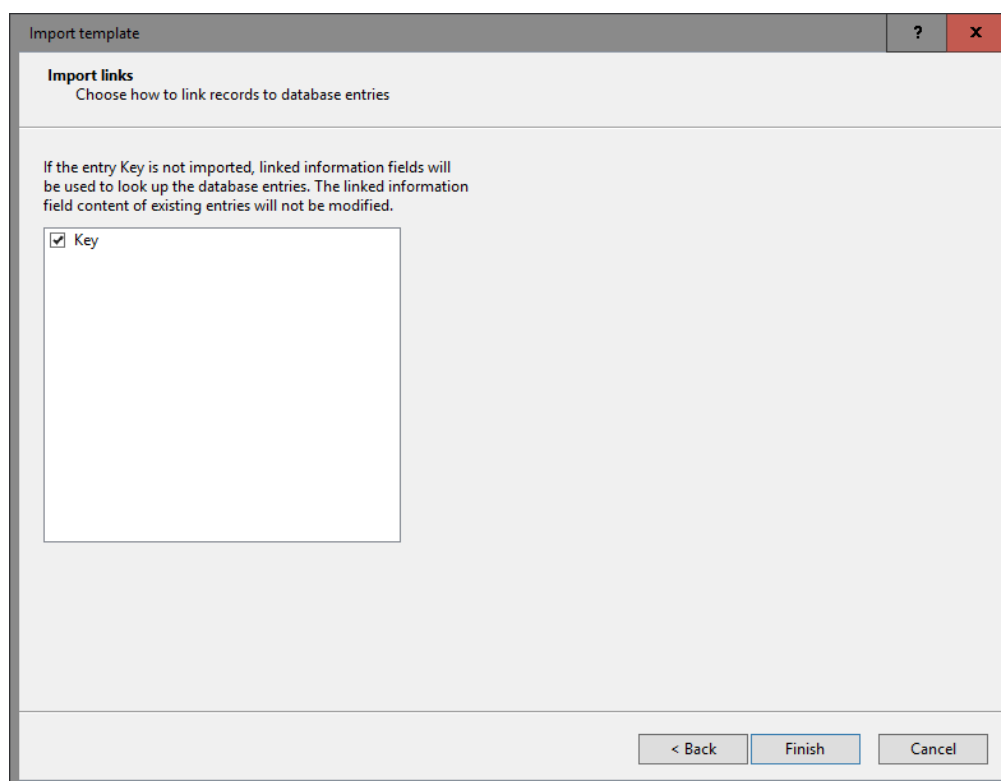 Import template
? x
Import links
Choose how to link records to database entries
If the entry Key is not imported, linked information fields will
be used to look up the database entries. The linked information
field content of existing entries will not be modified.
Key
< Back Finish Cancel